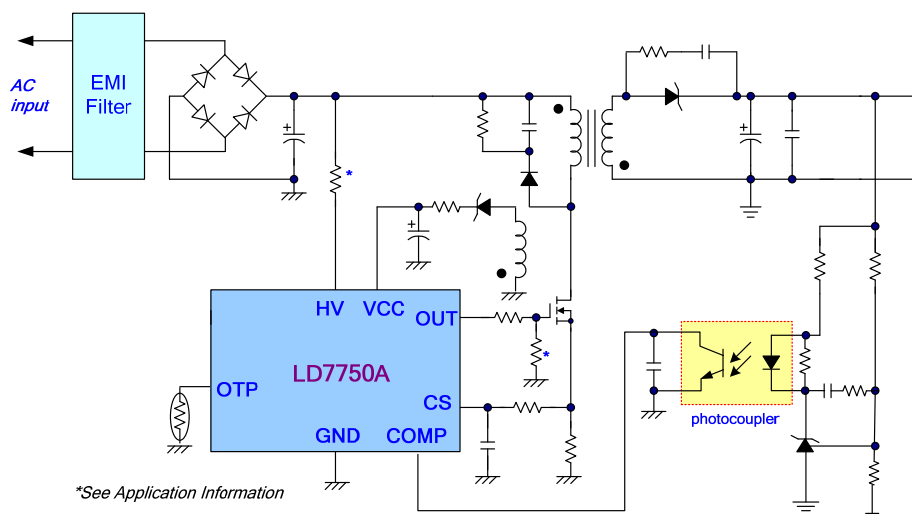 AC
input
EMI
Filter
+
*
+
+
HV
VCC
OUT
*
LD7750A
OTP
CS
GND
COMP
photocoupler
*See Application Information